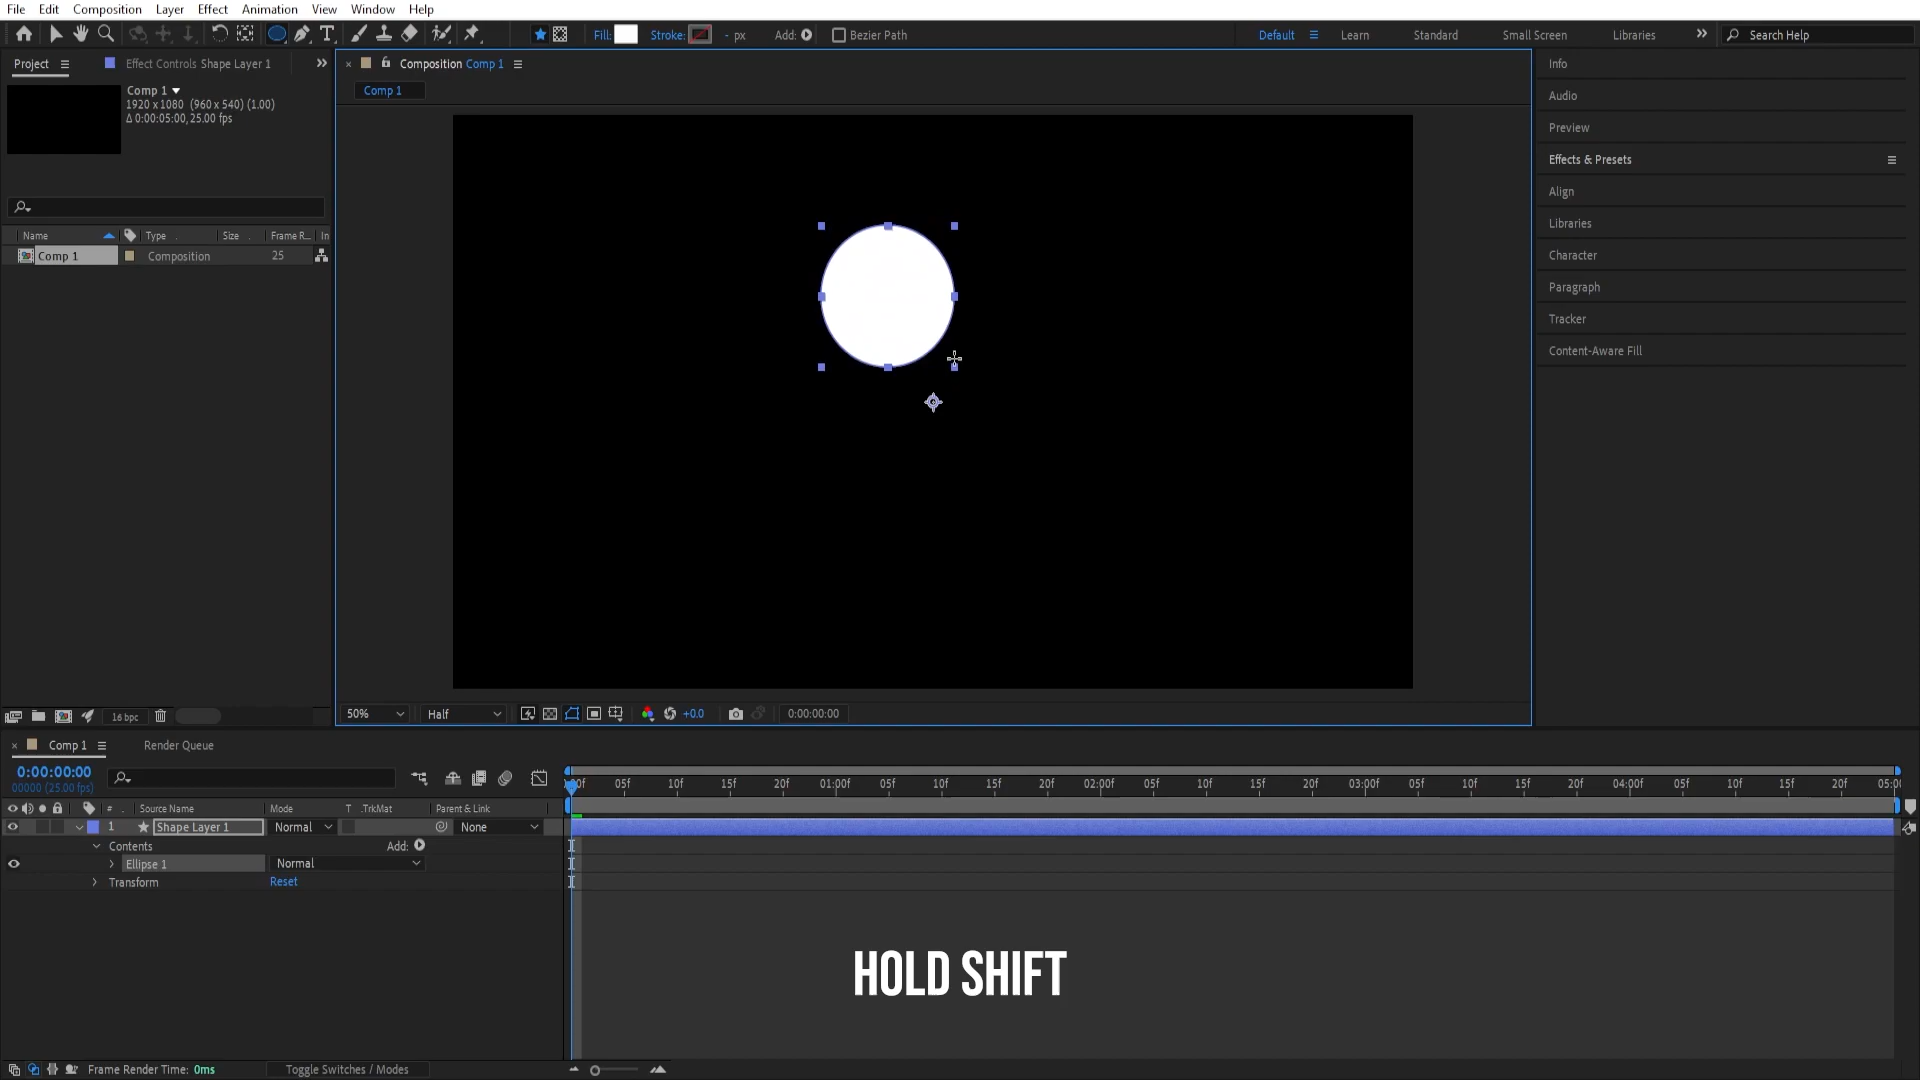 File Edit Composition Layer Effect Animation View Window Help
Fill: Stroke: - px Add: Bezier Path Default Learn Standard Small Screen Libraries Search Help
Project Effect Controls Shape Layer 1
Composition Comp 1
Comp 1
Comp 1
1920 x 1080 (960 x 540) (1.00)
Δ 0:00:05:00, 25.00 fps
Name Type Size Frame R... In
Comp 1 Composition 25
16 bpc
50% Half +0.0 0:00:00:00
Info
Audio
Preview
Effects & Presets
Align
Libraries
Character
Paragraph
Tracker
Content-Aware Fill
Comp 1 Render Queue
0:00:00:00
00000 (25.00 fps)
05f 10f 15f 20f 01:00f 05f 10f 15f 20f 02:00f 05f 10f 15f 20f 03:00f 05f 10f 15f 20f 04:00f 05f 10f 15f 20f 05:00
# Source Name Mode T .TrkMat Parent & Link
1 Shape Layer 1 Normal None
Contents Add:
Ellipse 1 Normal
Transform Reset
HOLD SHIFT
Frame Render Time: 0ms Toggle Switches / Modes